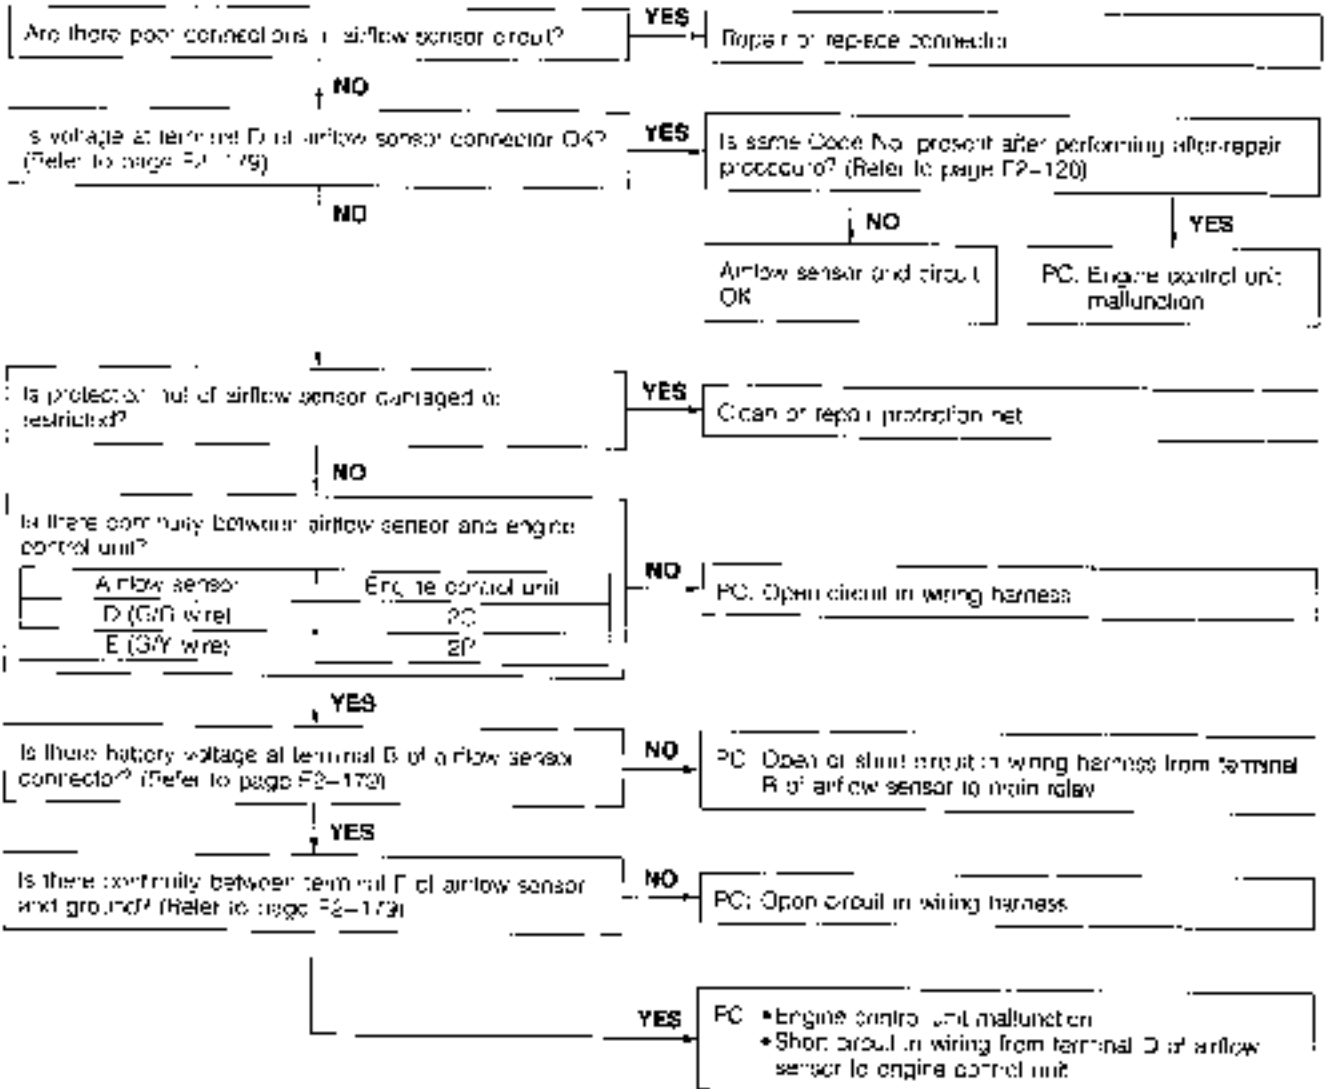 Are there poor connections in airflow sensor circuit?
YES
Repair or replace connector
NO
Is voltage at terminal D of airflow sensor connector OK?
(Refer to page F2–179)
YES
Is same Code No. present after performing after-repair
procedure? (Refer to page F2–120)
NO
NO
YES
Airflow sensor and circuit
OK
PC: Engine control unit
malfunction
Is protection net of airflow sensor damaged or
restricted?
YES
Clean or repair protection net
NO
Is there continuity between airflow sensor and engine
control unit?
Airflow sensor
Engine control unit
D wire)
E (G/Y wire)
NO
PC: Open circuit in wiring harness
YES
Is there battery voltage at terminal B of airflow sensor
connector? (Refer to page F2–179)
NO
PC: Open or short circuit in wiring harness from terminal
B of airflow sensor to main relay
YES
Is there continuity between terminal of airflow sensor
and ground? (Refer to page F2–179)
NO
PC: Open circuit in wiring harness
YES
PC: •Engine control unit malfunction
•Short circuit in wiring from terminal D of airflow
sensor to engine control unit